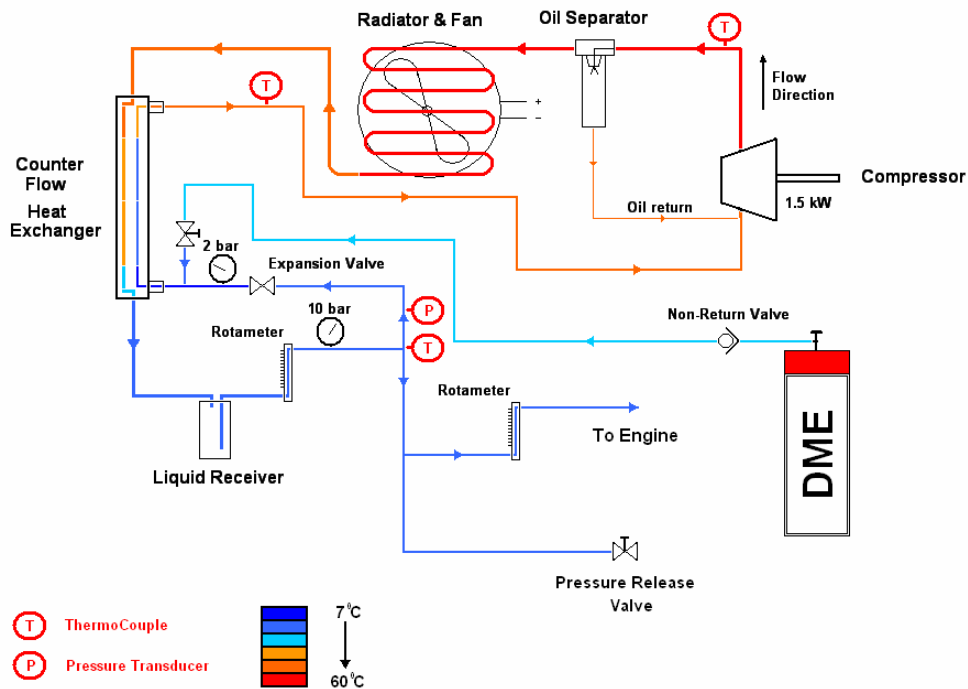 Radiator & Fan
Oil Separator
T
Flow
Direction
+
-
T
Counter
Flow
Heat
Exchanger
Compressor
1.5 kW
Oil return
2 bar
Expansion Valve
10 bar
P
Rotameter
T
Non-Return Valve
Rotameter
To Engine
DME
Liquid Receiver
Pressure Release
Valve
T ThermoCouple
P Pressure Transducer
7 °C
60 °C